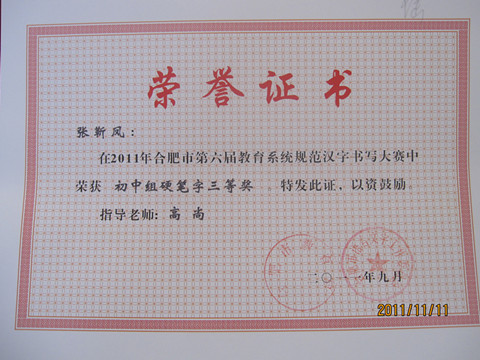 荣誉证书
张靳凤：
在2011年合肥市第六届教育系统规范汉字书写大赛中
荣获 初中组硬笔字三等奖 。特发此证，以资鼓励。
指导老师：高尚
二〇一一年九月
2011/11/11